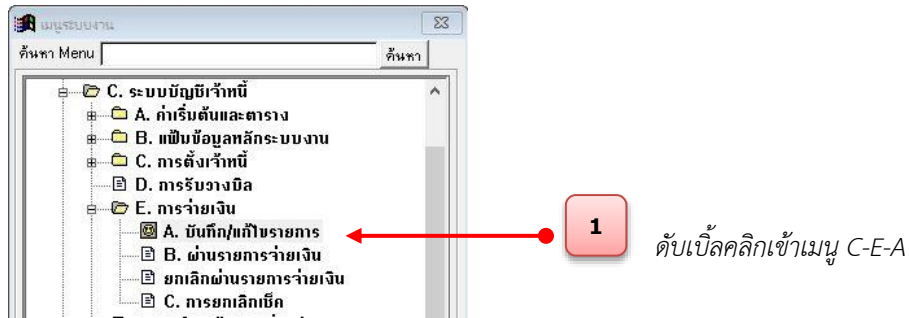 เมนูระบบงาน
ค้นหา Menu ค้นหา
C. ระบบบัญชีเจ้าหนี้
A. ค่าเริ่มต้นและตาราง
B. แฟ้มข้อมูลหลักระบบงาน
C. การตั้งเจ้าหนี้
D. การรับวางบิล
E. การจ่ายเงิน
A. บันทึก/แก้ไขรายการ
B. ผ่านรายการจ่ายเงิน
ยกเลิกผ่านรายการจ่ายเงิน
C. การยกเลิกเช็ค
1
ดับเบิ้ลคลิกเข้าเมนู C-E-A